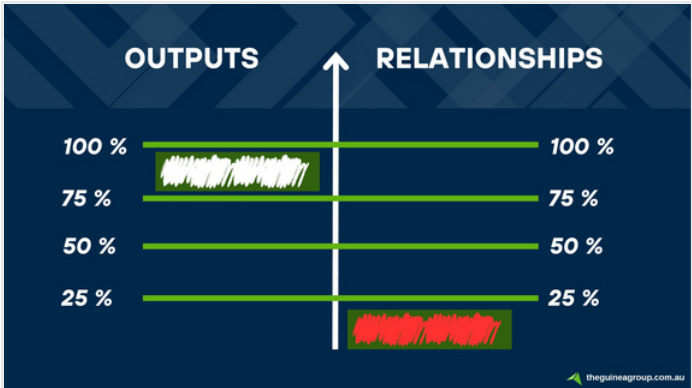 OUTPUTS RELATIONSHIPS
100 % 100 %
75 % 75 %
50 % 50 %
25 % 25 %
theguineagroup.com.au